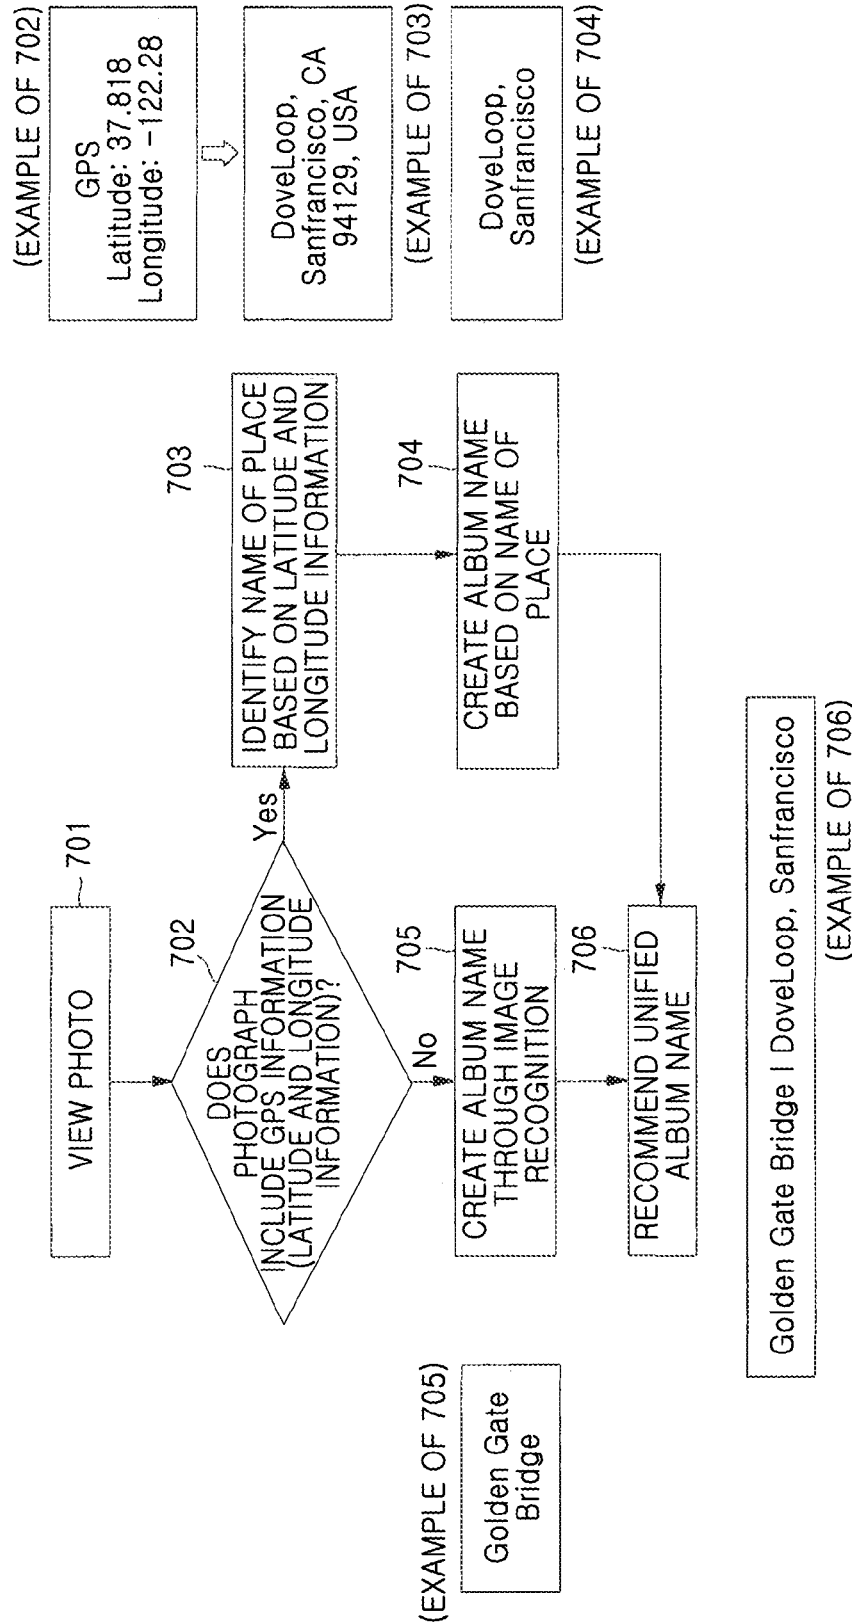 VIEW PHOTO
701
702
DOES
PHOTOGRAPH
INCLUDE GPS INFORMATION
(LATITUDE AND LONGITUDE
INFORMATION)?
Yes
No
703
IDENTIFY NAME OF PLACE
BASED ON LATITUDE AND
LONGITUDE INFORMATION
704
CREATE ALBUM NAME
BASED ON NAME OF
PLACE
705
CREATE ALBUM NAME
THROUGH IMAGE
RECOGNITION
706
RECOMMEND UNIFIED
ALBUM NAME
(EXAMPLE OF 702)
GPS
Latitude: 37.818
Longitude: -122.28
DoveLoop,
Sanfrancisco, CA
94129, USA
(EXAMPLE OF 703)
DoveLoop,
Sanfrancisco
(EXAMPLE OF 704)
(EXAMPLE OF 705)
Golden Gate
Bridge
Golden Gate Bridge | DoveLoop, Sanfrancisco
(EXAMPLE OF 706)